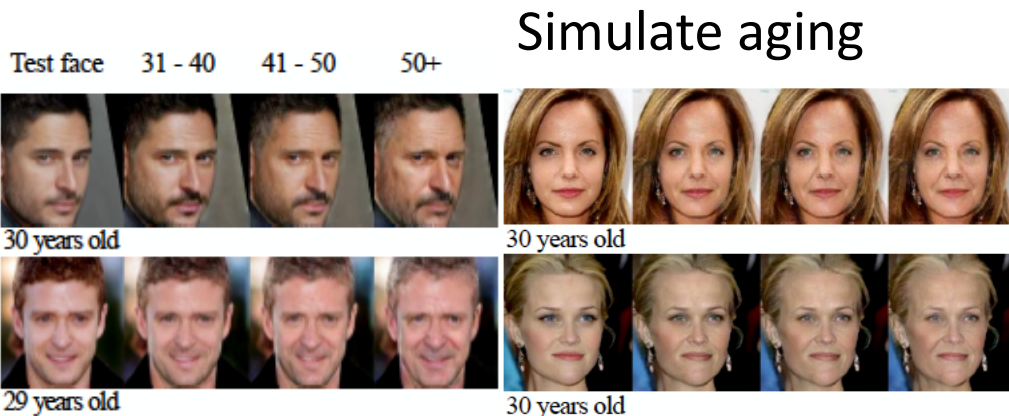 Simulate aging
Test face 31 - 40 41 - 50 50+
30 years old
30 years old
29 years old
30 years old